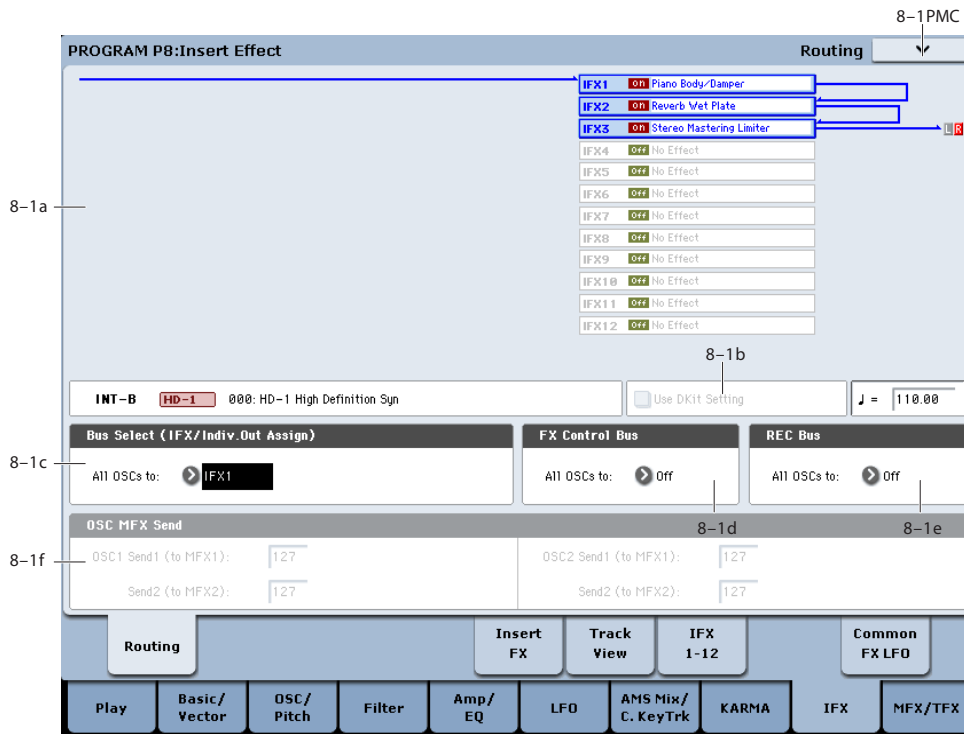 8-1PMC
PROGRAM P8:Insert Effect Routing
IFX1 on Piano Body/Damper
IFX2 on Reverb Wet Plate
IFX3 on Stereo Mastering Limiter L R
IFX4 Off No Effect
IFX5 Off No Effect
8-1a
IFX6 Off No Effect
IFX7 Off No Effect
IFX8 Off No Effect
IFX9 Off No Effect
IFX10 Off No Effect
IFX11 Off No Effect
IFX12 Off No Effect
8-1b
INT-B HD-1 000: HD-1 High Definition Syn Use DKit Setting ♩ = 110.00
Bus Select (IFX/Indiv.Out Assign) FX Control Bus REC Bus
8-1c
All OSCs to: IFX1 All OSCs to: Off All OSCs to: Off
OSC MFX Send 8-1d 8-1e
8-1f
OSC1 Send1 (to MFX1): 127 OSC2 Send1 (to MFX1): 127
Send2 (to MFX2): 127 Send2 (to MFX2): 127
Routing
Insert FX
Track View
IFX 1-12
Common FX LFO
Play
Basic/ Vector
OSC/ Pitch
Filter
Amp/ EQ
LFO
AMS Mix/ C. KeyTrk
KARMA
IFX
MFX/TFX